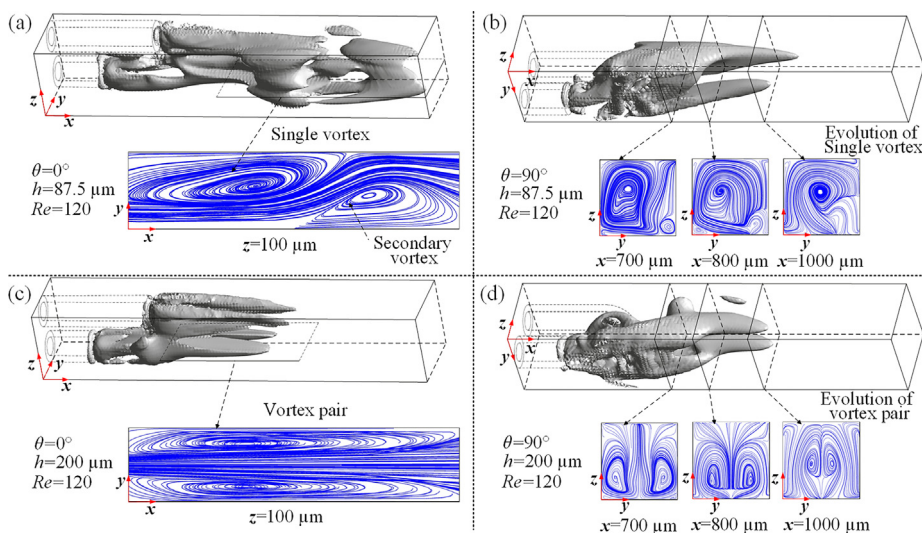 (a)
z
y
x
Single vortex
θ=0°
h=87.5 µm
Re=120
y
x
z=100 µm
Secondary
vortex
(b)
z
x
y
Evolution of
Single vortex
θ=90°
h=87.5 µm
Re=120
z
y
x=700 µm
z
y
x=800 µm
z
y
x=1000 µm
(c)
z
y
x
Vortex pair
θ=0°
h=200 µm
Re=120
y
x
z=100 µm
(d)
z
x
y
Evolution of
vortex pair
θ=90°
h=200 µm
Re=120
z
y
x=700 µm
z
y
x=800 µm
z
y
x=1000 µm